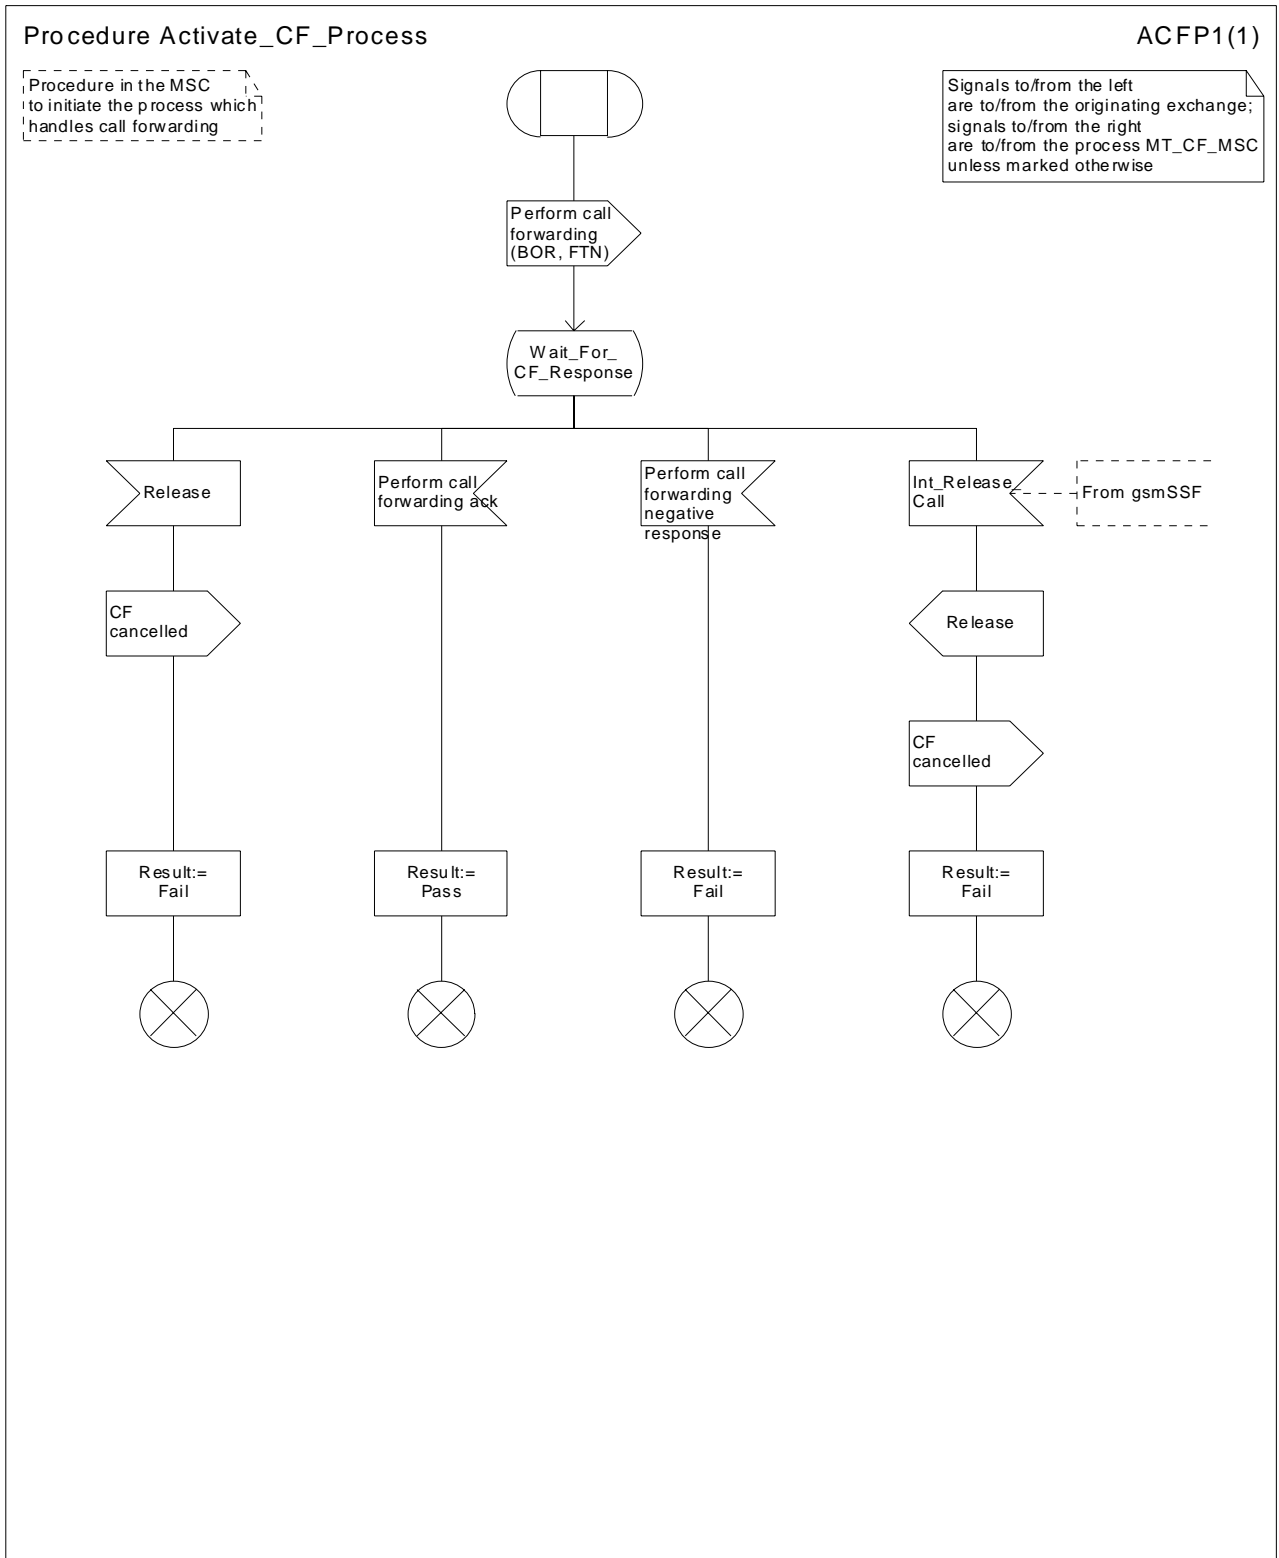 Procedure Activate_CF_Process
ACFP1(1)
Procedure in the MSC
to initiate the process which
handles call forwarding
Signals to/from the left
are to/from the originating exchange;
signals to/from the right
are to/from the process MT_CF_MSC
unless marked otherwise
Perform call
forwarding
(BOR, FTN)
Wait_For_
CF_Response
Release
Perform call
forwarding ack
Perform call
forwarding
negative
response
Int_Release_
Call
From gsmSSF
CF
cancelled
Release
CF
cancelled
Result:=
Fail
Result:=
Pass
Result:=
Fail
Result:=
Fail